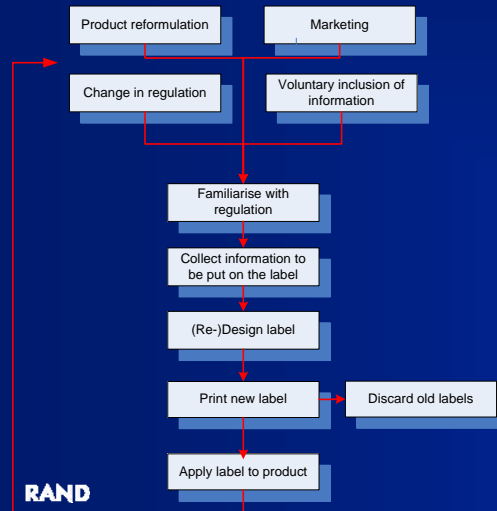 Product reformulation
Marketing
Change in regulation
Voluntary inclusion of
information
Familiarise with
regulation
Collect information to
be put on the label
(Re-)Design label
Print new label
Discard old labels
Apply label to product
RAND